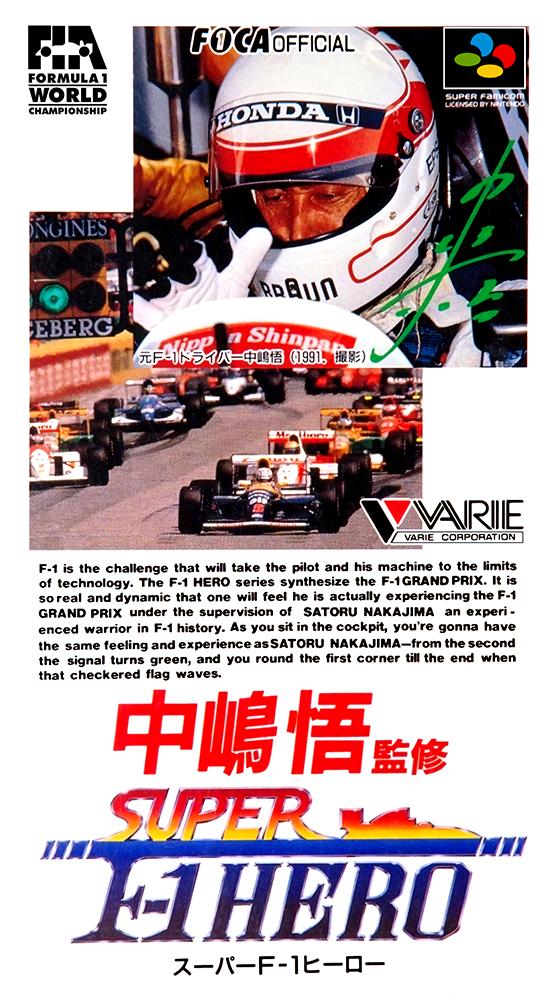 FIA
FORMULA 1
WORLD
CHAMPIONSHIP
FOCA OFFICIAL
SUPER FAMICOM
LICENSED BY NINTENDO
HONDA
BRAUN
ONGINES
CEBERG
Nippon Shinpan
元F-1ドライバー中嶋悟 (1991, 撮影)
Marlboro
5
VARIE
VARIE CORPORATION
F-1 is the challenge that will take the pilot and his machine to the limits
of technology. The F-1 HERO series synthesize the F-1 GRAND PRIX. It is
so real and dynamic that one will feel he is actually experiencing the F-1
GRAND PRIX under the supervision of SATORU NAKAJIMA an experi-
enced warrior in F-1 history. As you sit in the cockpit, you're gonna have
the same feeling and experience as SATORU NAKAJIMA—from the second
the signal turns green, and you round the first corner till the end when
that checkered flag waves.
中嶋悟監修
SUPER
F-1 HERO
スーパーF-1ヒーロー